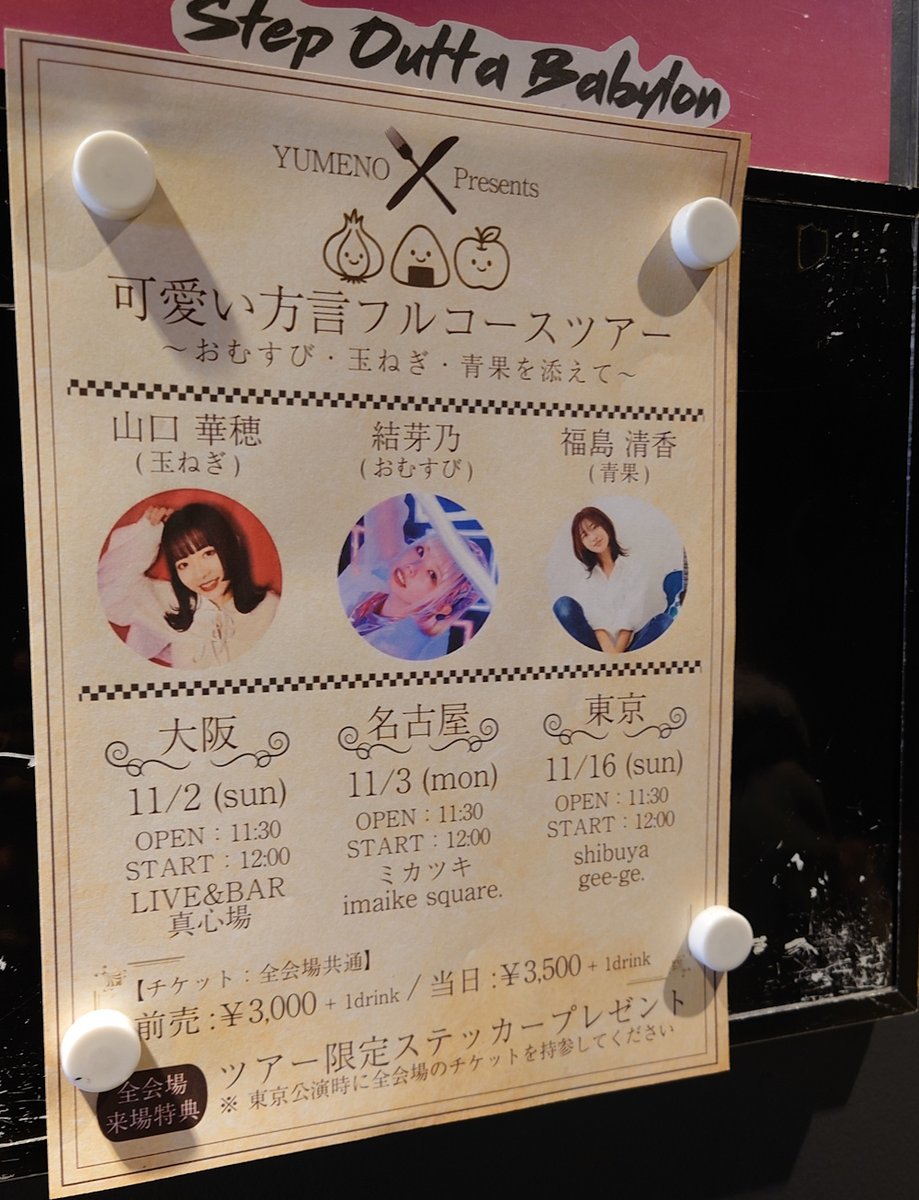 Step Outta Babylon
YUMENO Presents
可愛い方言フルコースツアー
～おむすび・玉ねぎ・青果を添えて～
山口 華穂
(玉ねぎ)
結芽乃
(おむすび)
福島 清香
(青果)
大阪
11/2 (sun)
OPEN：11:30
START：12:00
LIVE&BAR
真心場
名古屋
11/3 (mon)
OPEN：11:30
START：12:00
ミカツキ
imaike square.
東京
11/16 (sun)
OPEN：11:30
START：12:00
shibuya
gee-ge.
【チケット：全会場共通】
前売：¥3,000 + 1drink / 当日：¥3,500 + 1drink
全会場
来場特典
ツアー限定ステッカープレゼント
※ 東京公演時に全会場のチケットを持参してください